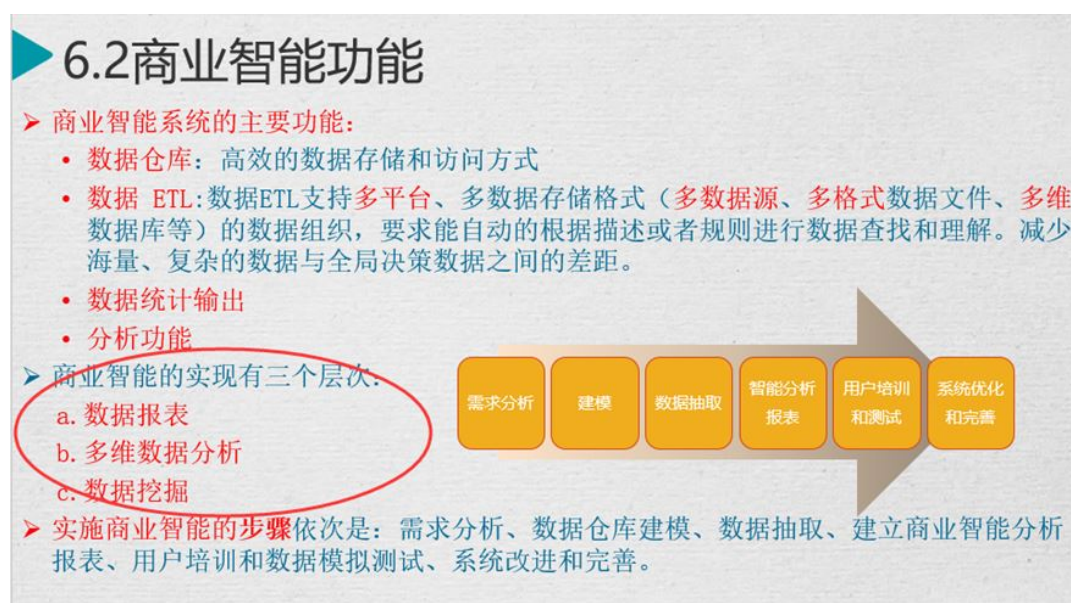 6.2商业智能功能
商业智能系统的主要功能：
数据仓库：高效的数据存储和访问方式
数据 ETL:数据ETL支持多平台、多数据存储格式（多数据源、多格式数据文件、多维
数据库等）的数据组织，要求能自动的根据描述或者规则进行数据查找和理解。减少
海量、复杂的数据与全局决策数据之间的差距。
数据统计输出
分析功能
商业智能的实现有三个层次：
a. 数据报表
b. 多维数据分析
c. 数据挖掘
需求分析
建模
数据抽取
智能分析
报表
用户培训
和测试
系统优化
和完善
实施商业智能的步骤依次是：需求分析、数据仓库建模、数据抽取、建立商业智能分析
报表、用户培训和数据模拟测试、系统改进和完善。